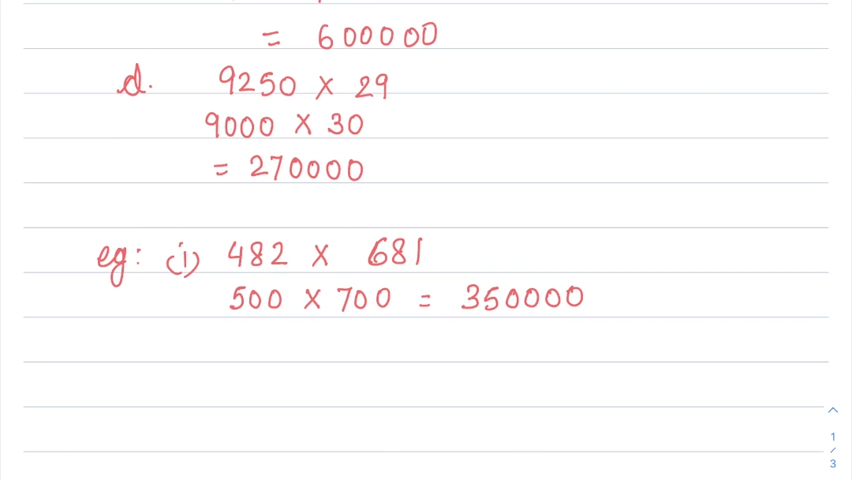 = 600000
d. 9250 × 29
9000 × 30
= 270000
eg: (i) 482 × 681
500 × 700 = 350000
1
/
3